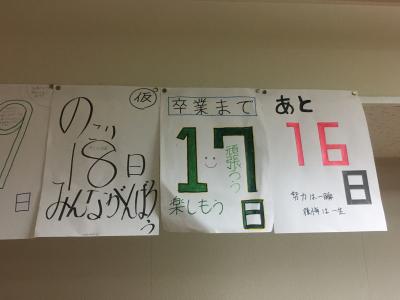 9
日
仮
のこり
18日
みんながんばろう
卒業まで
17
頑張ろう
楽しもう
日
あと
16
日
努力は一瞬
後悔は一生